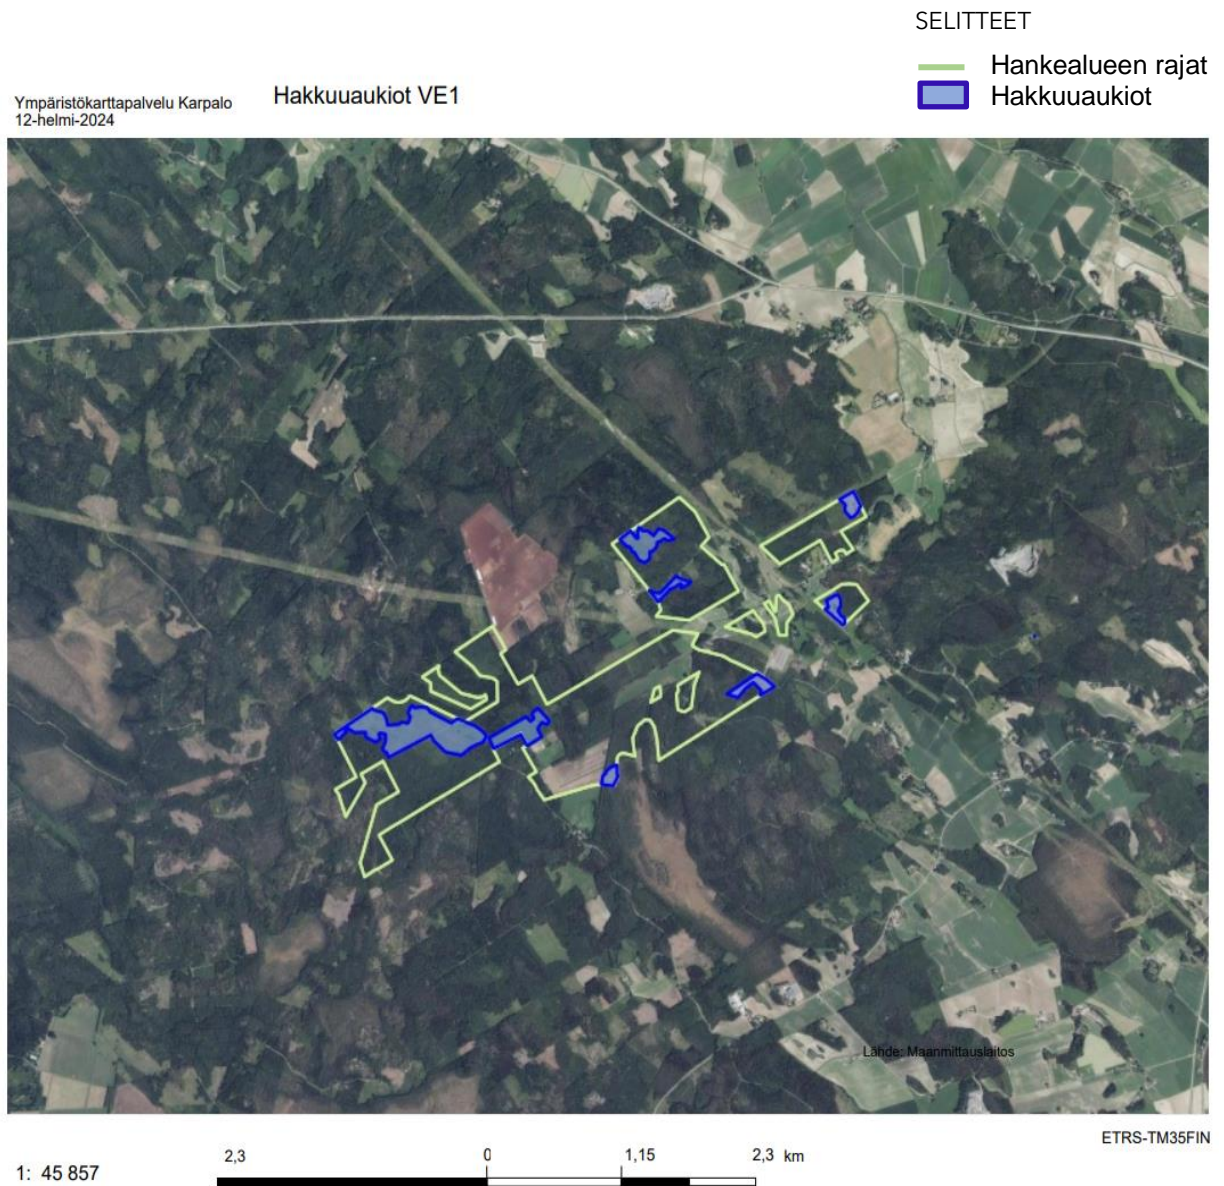 SELITTEET
Hankealueen rajat
Hakkuuaukiot
Ympäristökarttapalvelu Karpalo
12-helmi-2024
Hakkuuaukiot VE1
Lähde: Maanmittauslaitos
ETRS-TM35FIN
1: 45 857
2,3 0 1,15 2,3 km